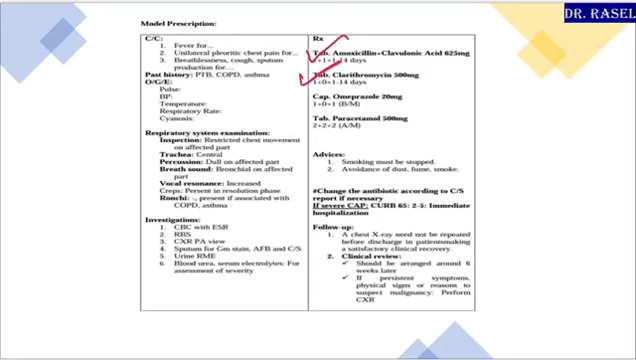 DR. RASEL
Model Prescription:
C/C:
1. Fever for...
2. Unilateral pleuritic chest pain for...
3. Breathlessness, cough, sputum
production for...
Past history: PTB, COPD, asthma
O/G/E:
Pulse:
BP:
Temperature:
Respiratory Rate:
Cyanosis:
Respiratory system examination:
Inspection: Restricted chest movement
on affected part
Trachea: Central
Percussion: Dull on affected part
Breath sound: Bronchial on affected
part
Vocal resonance: Increased
Creps: Persent in resolution phase
Ronchi: -, present if associated with
COPD, asthma
Investigations:
1. CBC with ESR
2. RBS
3. CXR PA view
4. Sputum for Gm stain, AFB and C/S
5. Urine RME
6. Blood urea, serum electrolytes: For
assessment of severity
Rx
Tab. Amoxicillin+Clavulonic Acid 625mg
1+1+1-14 days
Tab. Clarithromycin 500mg
1+0+1-14 days
Cap. Omeprazole 20mg
1+0+1 (B/M)
Tab. Paracetamol 500mg
2+2+2 (A/M)
Advices:
1. Smoking must be stopped.
2. Avoidance of dust, fume, smoke.
#Change the antibiotic according to C/S
report if necessary
If severe CAP: CURB 65: 2-5: Immediate
hospitalization
Follow-up:
1. A chest X-ray need not be repeated
before discharge in patientsmaking
a satisfactory clinical recovery.
2. Clinical review:
✓ Should be arranged around 6
weeks later
✓ If persistent symptoms,
physical signs or reasons to
suspect malignancy: Perform
CXR